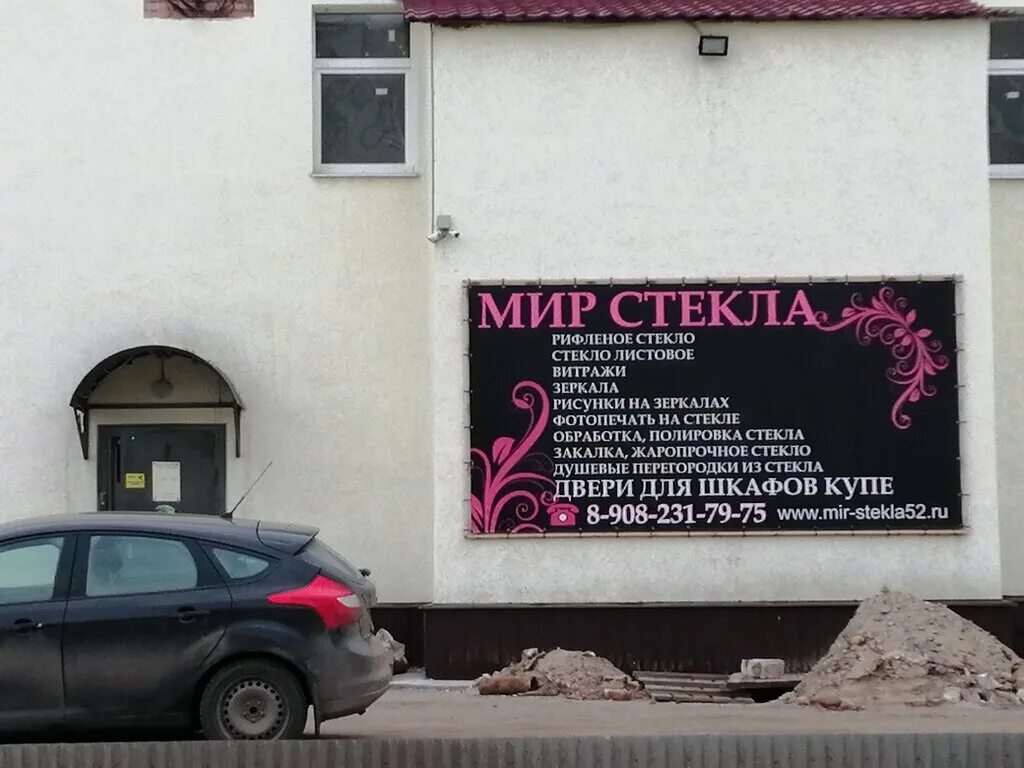 МИР СТЕКЛА
РИФЛЕНОЕ СТЕКЛО
СТЕКЛО ЛИСТОВОЕ
ВИТРАЖИ
ЗЕРКАЛА
РИСУНКИ НА ЗЕРКАЛАХ
ФОТОПЕЧАТЬ НА СТЕКЛЕ
ОБРАБОТКА, ПОЛИРОВКА СТЕКЛА
ЗАКАЛКА, ЖАРОПРОЧНОЕ СТЕКЛО
ДУШЕВЫЕ ПЕРЕГОРОДКИ ИЗ СТЕКЛА
ДВЕРИ ДЛЯ ШКАФОВ КУПЕ
8-908-231-79-75 www.mir-stekla52.ru